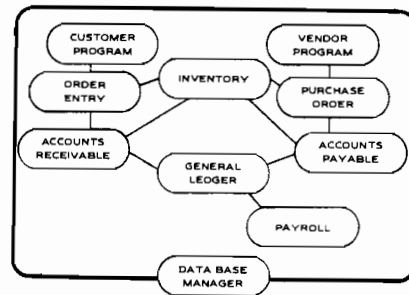 CUSTOMER
PROGRAM
VENDOR
PROGRAM
ORDER
ENTRY
INVENTORY
PURCHASE
ORDER
ACCOUNTS
RECEIVABLE
ACCOUNTS
PAYABLE
GENERAL
LEDGER
PAYROLL
DATA BASE
MANAGER